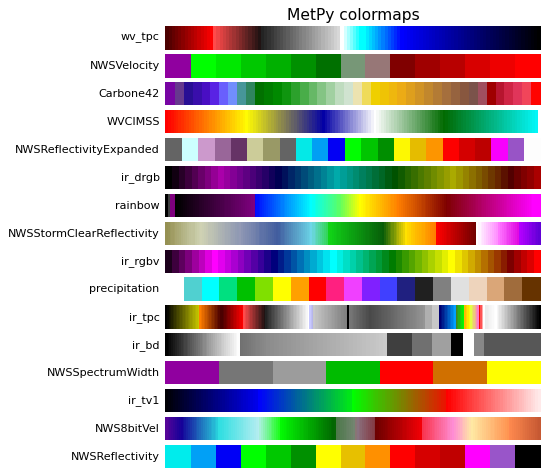 MetPy colormaps
wv_tpc
NWSVelocity
Carbone42
WVCIMSS
NWSReflectivityExpanded
ir_drgb
rainbow
NWSStormClearReflectivity
ir_rgbv
precipitation
ir_tpc
ir_bd
NWSSpectrumWidth
ir_tv1
NWS8bitVel
NWSReflectivity